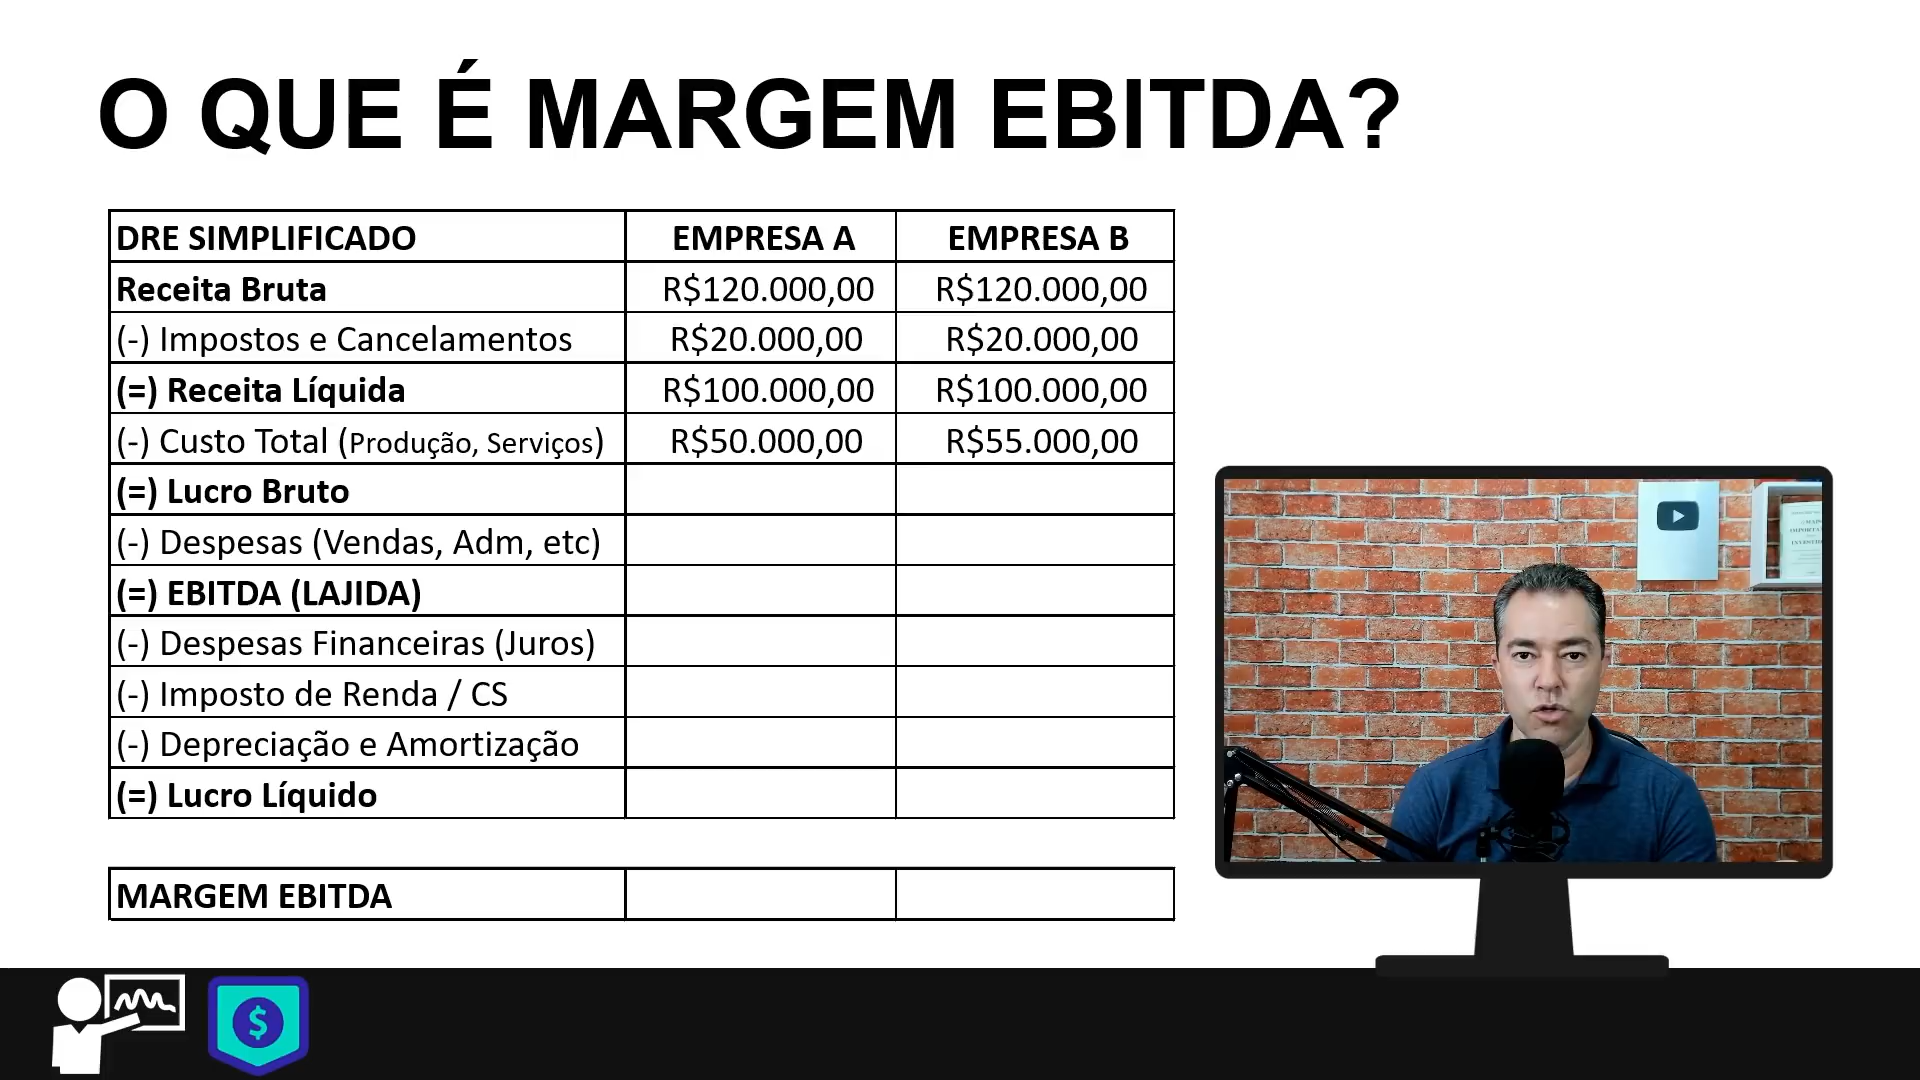 O QUE É MARGEM EBITDA?
DRE SIMPLIFICADO EMPRESA A EMPRESA B
Receita Bruta R$120.000,00 R$120.000,00
(-) Impostos e Cancelamentos R$20.000,00 R$20.000,00
(=) Receita Líquida R$100.000,00 R$100.000,00
(-) Custo Total (Produção, Serviços) R$50.000,00 R$55.000,00
(=) Lucro Bruto
(-) Despesas (Vendas, Adm, etc)
(=) EBITDA (LAJIDA)
(-) Despesas Financeiras (Juros)
(-) Imposto de Renda / CS
(-) Depreciação e Amortização
(=) Lucro Líquido
MARGEM EBITDA
$